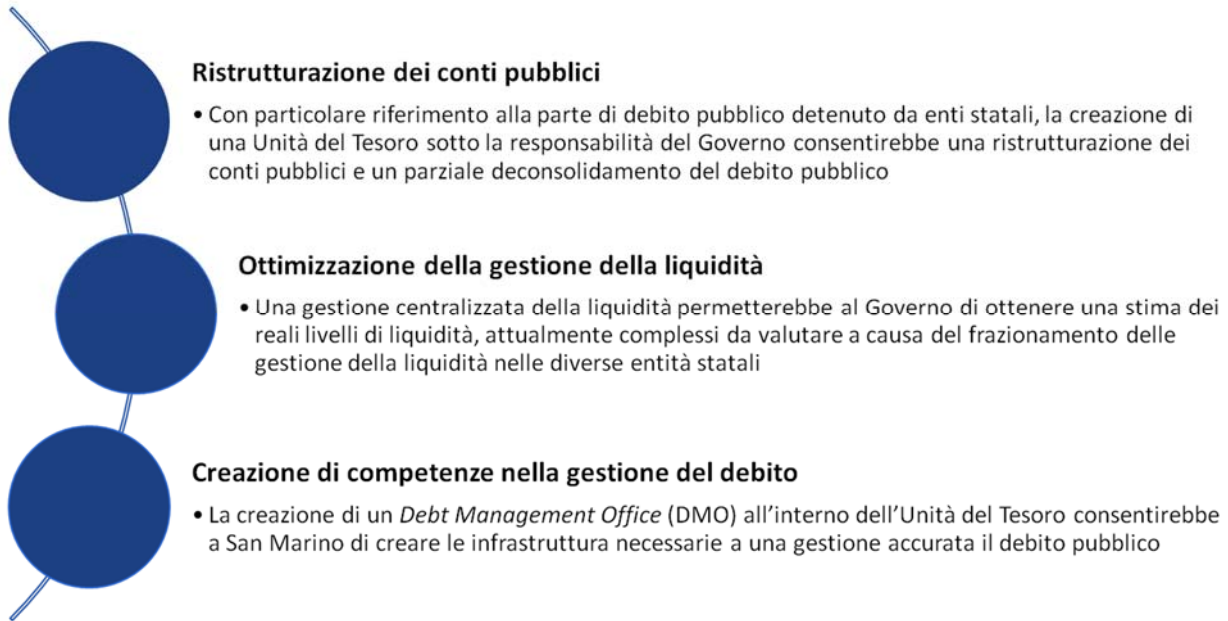 Ristrutturazione dei conti pubblici
• Con particolare riferimento alla parte di debito pubblico detenuto da enti statali, la creazione di
una Unità del Tesoro sotto la responsabilità del Governo consentirebbe una ristrutturazione dei
conti pubblici e un parziale deconsolidamento del debito pubblico
Ottimizzazione della gestione della liquidità
• Una gestione centralizzata della liquidità permetterebbe al Governo di ottenere una stima dei
reali livelli di liquidità, attualmente complessi da valutare a causa del frazionamento delle
gestione della liquidità nelle diverse entità statali
Creazione di competenze nella gestione del debito
• La creazione di un Debt Management Office (DMO) all’interno dell’Unità del Tesoro consentirebbe
a San Marino di creare le infrastruttura necessarie a una gestione accurata il debito pubblico